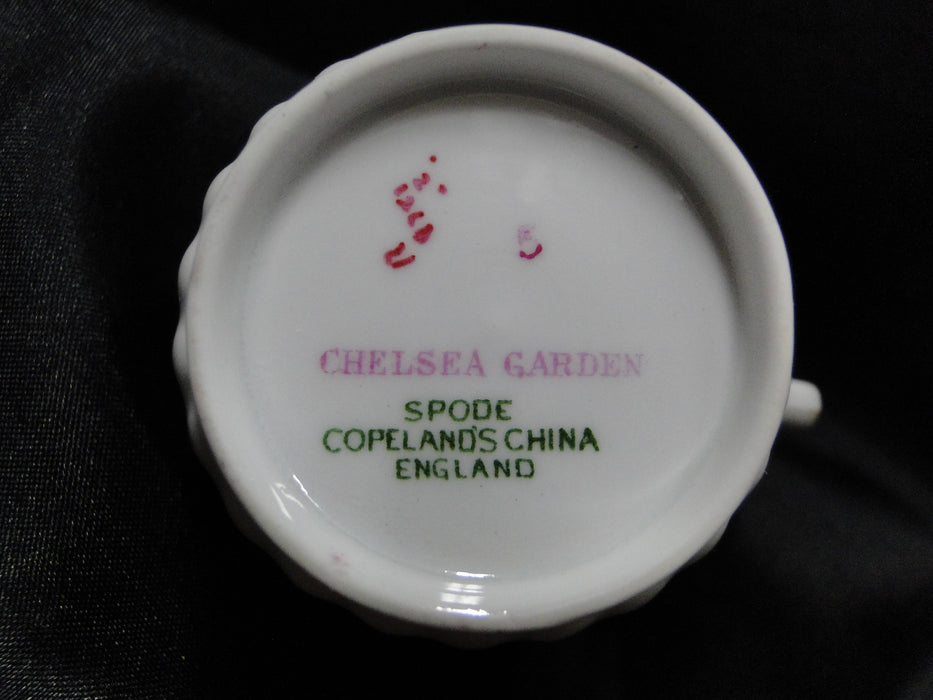 CHELSEA GARDEN
SPODE
COPELAND'S CHINA
ENGLAND